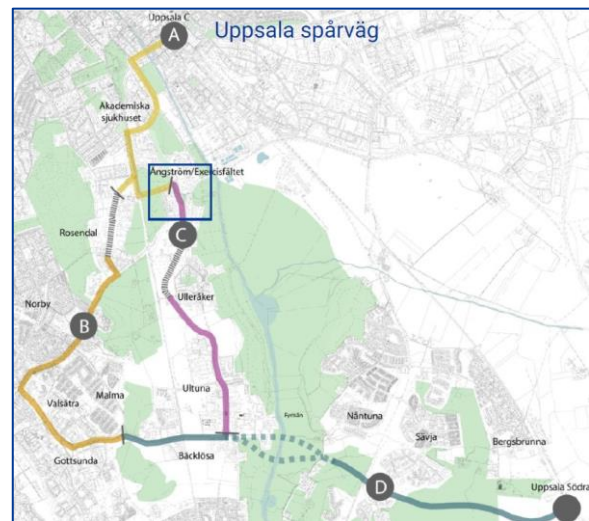 Uppsala spårväg
Uppsala C
A
Akademiska
sjukhuset
Ångström/Exercisfältet
Rosendal
C
Ulleråker
Norby
B
Valsätra
Malma
Ultuna
Nåntuna
Sävja
Bergsbrunna
Gottsunda
Bäcklösa
D
Uppsala Södra